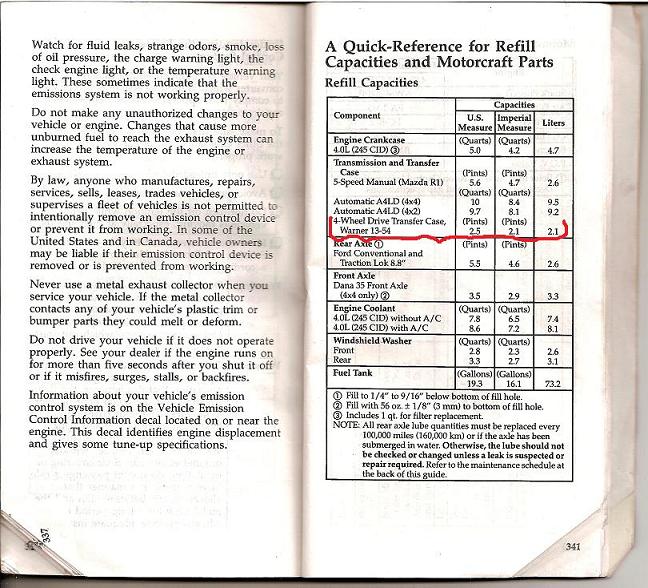 Watch for fluid leaks, strange odors, smoke, loss
of oil pressure, the charge warning light, the
check engine light, or the temperature warning
light. These sometimes indicate that the
emissions system is not working properly.
Do not make any unauthorized changes to your
vehicle or engine. Changes that cause more
unburned fuel to reach the exhaust system can
increase the temperature of the engine or
exhaust system.
By law, anyone who manufactures, repairs,
services, sells, leases, trades vehicles, or
supervises a fleet of vehicles is not permitted to
intentionally remove an emission control device
or prevent it from working. In some of the
United States and in Canada, vehicle owners
may be liable if their emission control device is
removed or is prevented from working.
Never use a metal exhaust collector when you
service your vehicle. If the metal collector
contacts any of your vehicle's plastic trim or
bumper parts they could melt or deform.
Do not drive your vehicle if it does not operate
properly. See your dealer if the engine runs on
for more than five seconds after you shut it off
or if it misfires, surges, stalls, or backfires.
Information about your vehicle's emission
control system is on the Vehicle Emission
Control Information decal located on or near the
engine. This decal identifies engine displacement
and gives some tune-up specifications.
337
A Quick-Reference for Refill
Capacities and Motorcraft Parts
Refill Capacities
Capacities
Component U.S. Measure Imperial Measure Liters
Engine Crankcase (Quarts) (Quarts)
4.0L (245 CID) ③ 5.0 4.2 4.7
Transmission and Transfer
Case (Pints) (Pints)
5-Speed Manual (Mazda R1) 5.6 4.7 2.6
(Quarts) (Quarts)
Automatic A4LD (4x4) 10 8.4 9.5
Automatic A4LD (4x2) 9.7 8.1 9.2
4-Wheel Drive Transfer Case, (Pints) (Pints)
Warner 13-54 2.5 2.1 2.1
Rear Axle ① (Pints) (Pints)
Ford Conventional and
Traction Lok 8.8" 5.5 4.6 2.6
Front Axle
Dana 35 Front Axle
(4x4 only) ② 3.5 2.9 3.3
Engine Coolant (Quarts) (Quarts)
4.0L (245 CID) without A/C 7.8 6.5 7.4
4.0L (245 CID) with A/C 8.6 7.2 8.1
Windshield Washer (Quarts) (Quarts)
Front 2.8 2.3 2.6
Rear 3.3 2.7 3.1
Fuel Tank (Gallons) (Gallons)
19.3 16.1 73.2
① Fill to 1/4" to 9/16" below bottom of fill hole.
② Fill with 56 oz. ± 1/8" (3 mm) to bottom of fill hole.
③ Includes 1 qt. for filter replacement.
NOTE: All rear axle lube quantities must be replaced every
100,000 miles (160,000 km) or if the axle has been
submerged in water. Otherwise, the lube should not
be checked or changed unless a leak is suspected or
repair required. Refer to the maintenance schedule at
the back of this guide.
341